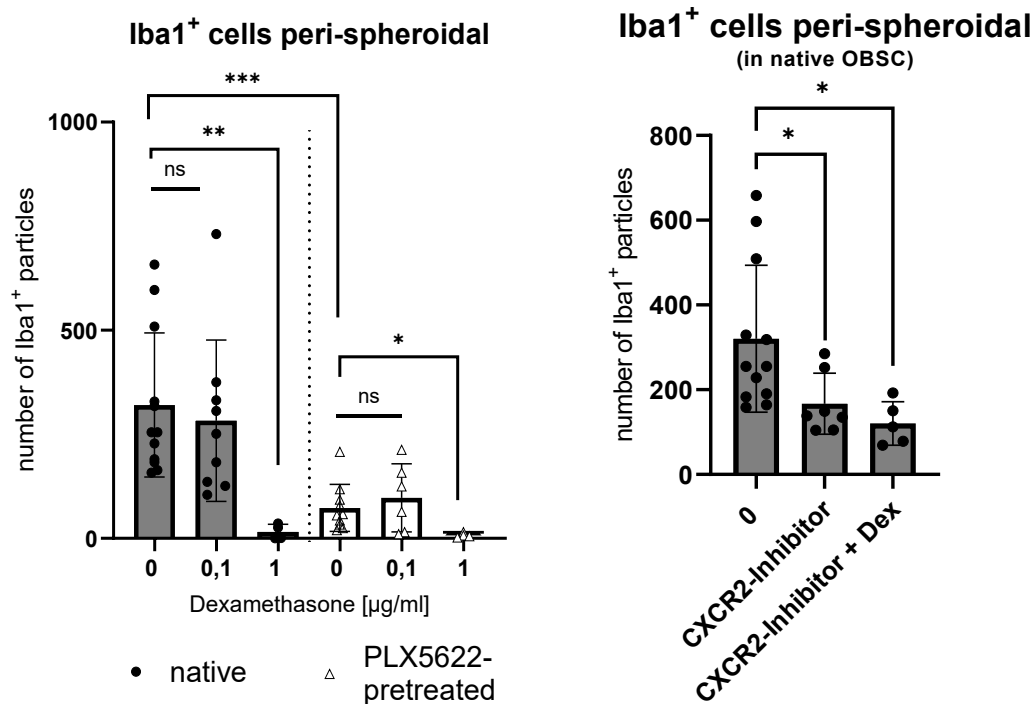 Iba1⁺ cells peri-spheroidal
***
**
ns
*
ns
number of Iba1⁺ particles
1000
500
0
0 0,1 1 0 0,1 1
Dexamethasone [µg/ml]
native
PLX5622-
pretreated
Iba1⁺ cells peri-spheroidal
(in native OBSC)
*
*
number of Iba1⁺ particles
800
600
400
200
0
0
CXCR2-Inhibitor
CXCR2-Inhibitor + Dex